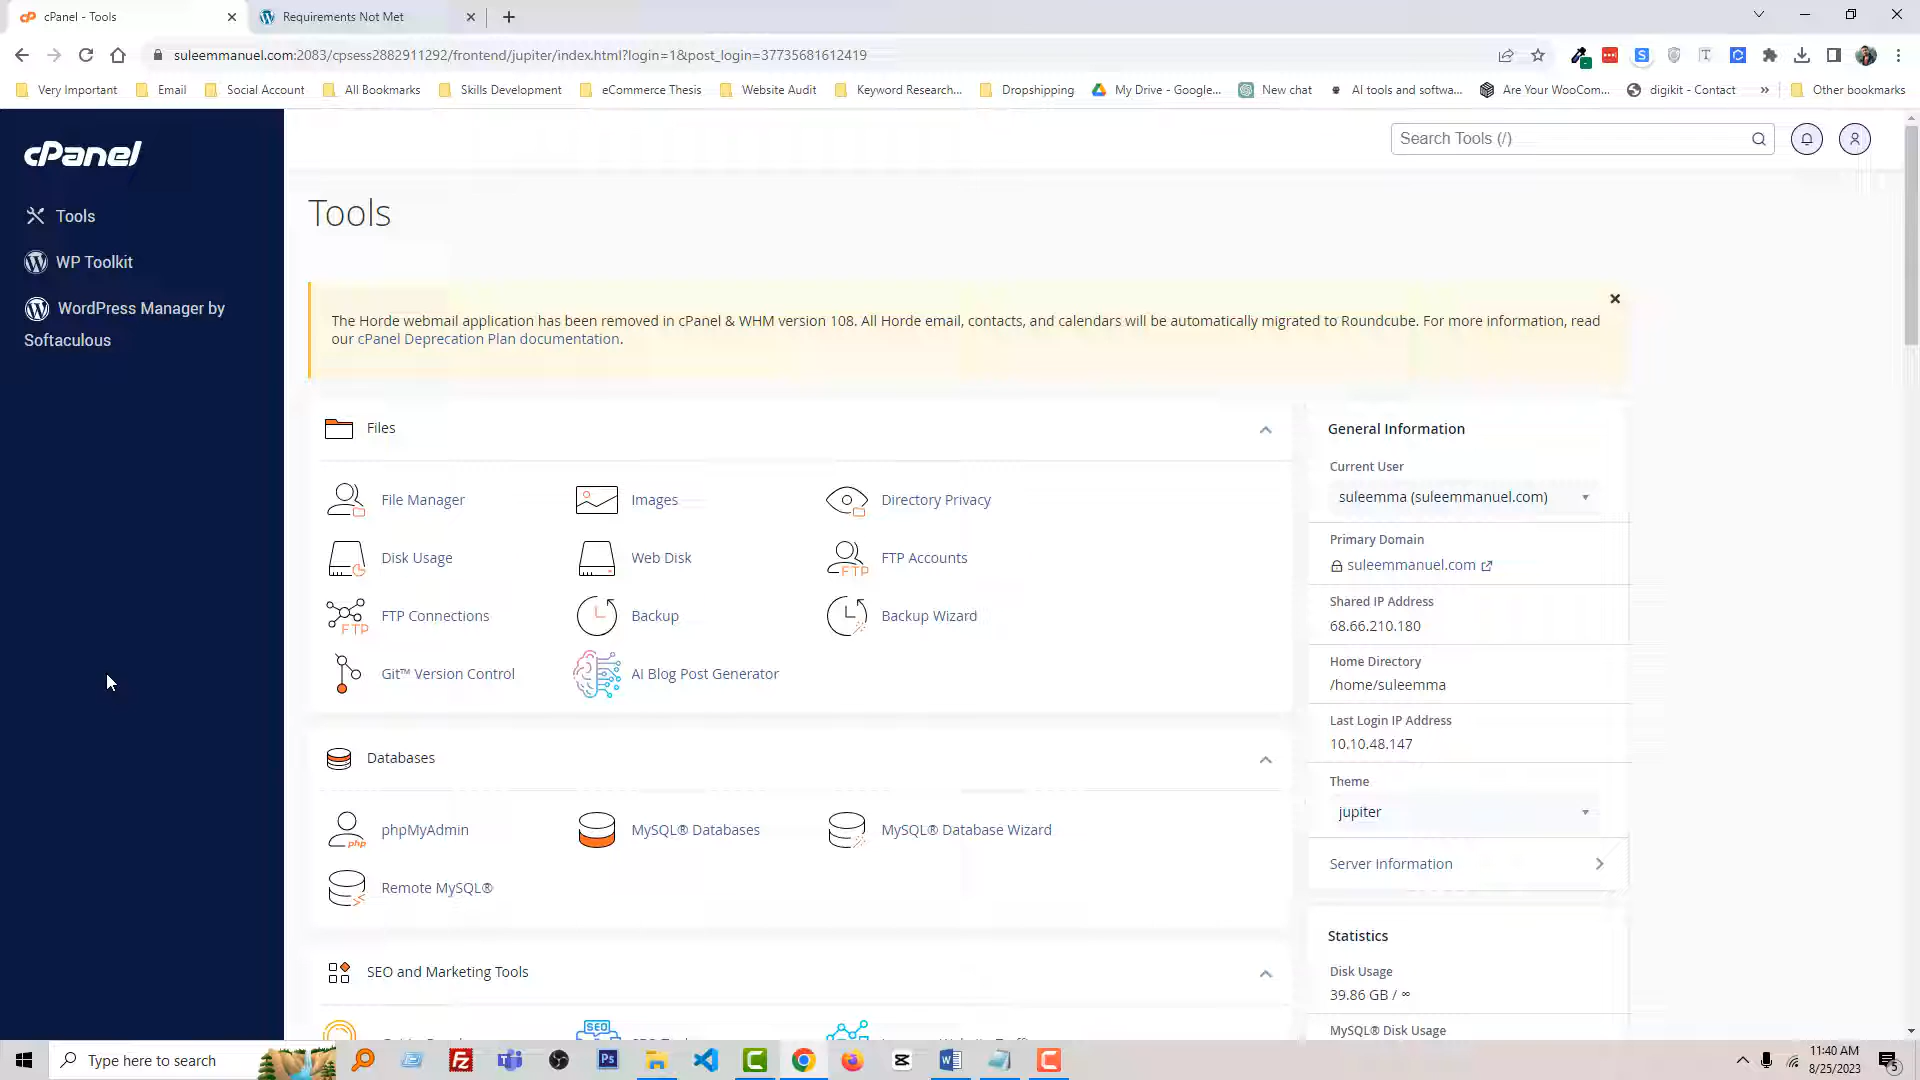 cPanel - Tools
Requirements Not Met
suleemmanuel.com:2083/cpsess2882911292/frontend/jupiter/index.html?login=1&post_login=37735681612419
Very Important
Email
Social Account
All Bookmarks
Skills Development
eCommerce Thesis
Website Audit
Keyword Research...
Dropshipping
My Drive - Google...
New chat
AI tools and softwa...
Are Your WooCom...
digikit - Contact
»
Other bookmarks
cPanel
Tools
WP Toolkit
WordPress Manager by
Softaculous
Search Tools (/)
Tools
The Horde webmail application has been removed in cPanel & WHM version 108. All Horde email, contacts, and calendars will be automatically migrated to Roundcube. For more information, read
our cPanel Deprecation Plan documentation.
Files
File Manager
Images
Directory Privacy
Disk Usage
Web Disk
FTP Accounts
FTP Connections
Backup
Backup Wizard
Git™ Version Control
AI Blog Post Generator
Databases
phpMyAdmin
MySQL® Databases
MySQL® Database Wizard
Remote MySQL®
SEO and Marketing Tools
General Information
Current User
suleemma (suleemmanuel.com)
Primary Domain
suleemmanuel.com
Shared IP Address
68.66.210.180
Home Directory
/home/suleemma
Last Login IP Address
10.10.48.147
Theme
jupiter
Server Information
Statistics
Disk Usage
39.86 GB / ∞
MySQL® Disk Usage
Type here to search
11:40 AM
8/25/2023